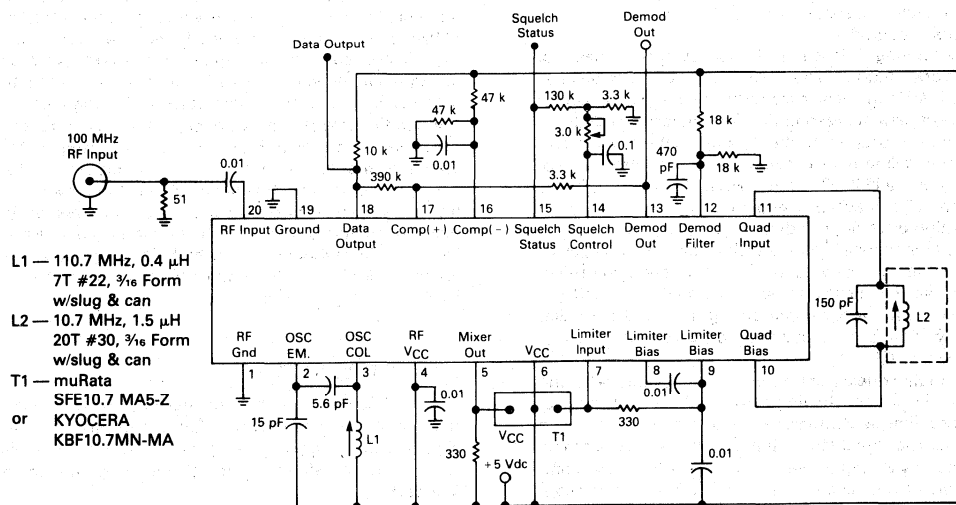 Squelch Status
Demod Out
Data Output
47 k
130 k
3.3 k
47 k
18 k
100 MHz
RF Input
3.0 k
0.1
470 pF
0.01
10 k
0.01
18 k
390 k
3.3 k
51
20 19 18 17 16 15 14 13 12 11
RF Input
Ground
Data Output
Comp(+)
Comp(−)
Squelch Status
Squelch Control
Demod Out
Demod Filter
Quad Input
L1 — 110.7 MHz, 0.4 μH
7T #22, 3/16 Form
w/slug & can
L2 — 10.7 MHz, 1.5 μH
20T #30, 3/16 Form
w/slug & can
T1 — muRata
SFE10.7 MA5-Z
or KYOCERA
KBF10.7MN-MA
150 pF
L2
RF Gnd
OSC EM.
OSC COL
RF VCC
Mixer Out
VCC
Limiter Input
Limiter Bias
Limiter Bias
Quad Bias
1 2 3 4 5 6 7 8 9 10
5.6 pF
0.01
0.01
15 pF
L1
330
VCC
T1
330
+5 Vdc
0.01